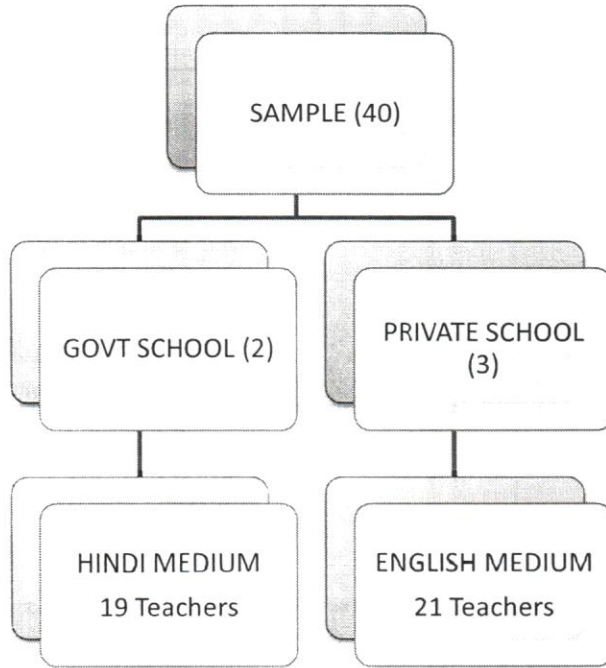 SAMPLE (40)
GOVT SCHOOL (2)
PRIVATE SCHOOL
(3)
HINDI MEDIUM
19 Teachers
ENGLISH MEDIUM
21 Teachers